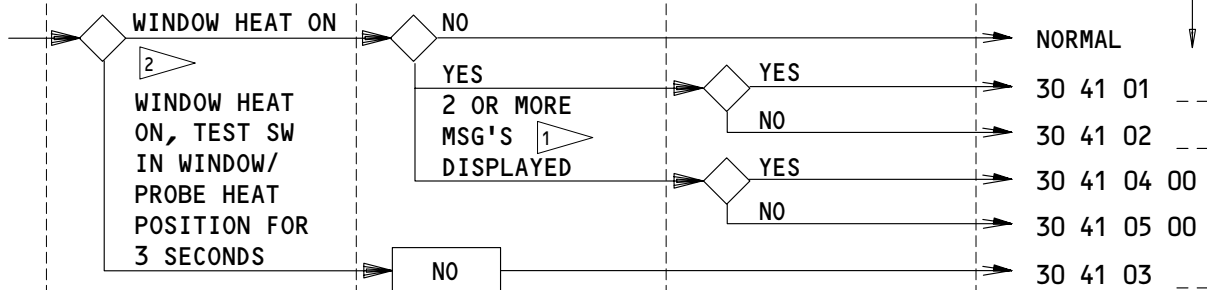 WINDOW HEAT ON
2
WINDOW HEAT
ON, TEST SW
IN WINDOW/
PROBE HEAT
POSITION FOR
3 SECONDS
NO
YES
2 OR MORE
MSG'S 1
DISPLAYED
NO
YES
NO
YES
NO
NORMAL
30 41 01 _ _
30 41 02 _ _
30 41 04 00
30 41 05 00
30 41 03 _ _